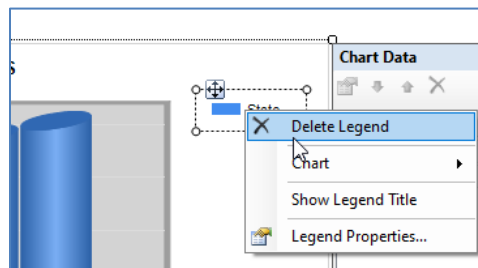 s
Chart Data
State
Delete Legend
Chart
Show Legend Title
Legend Properties...